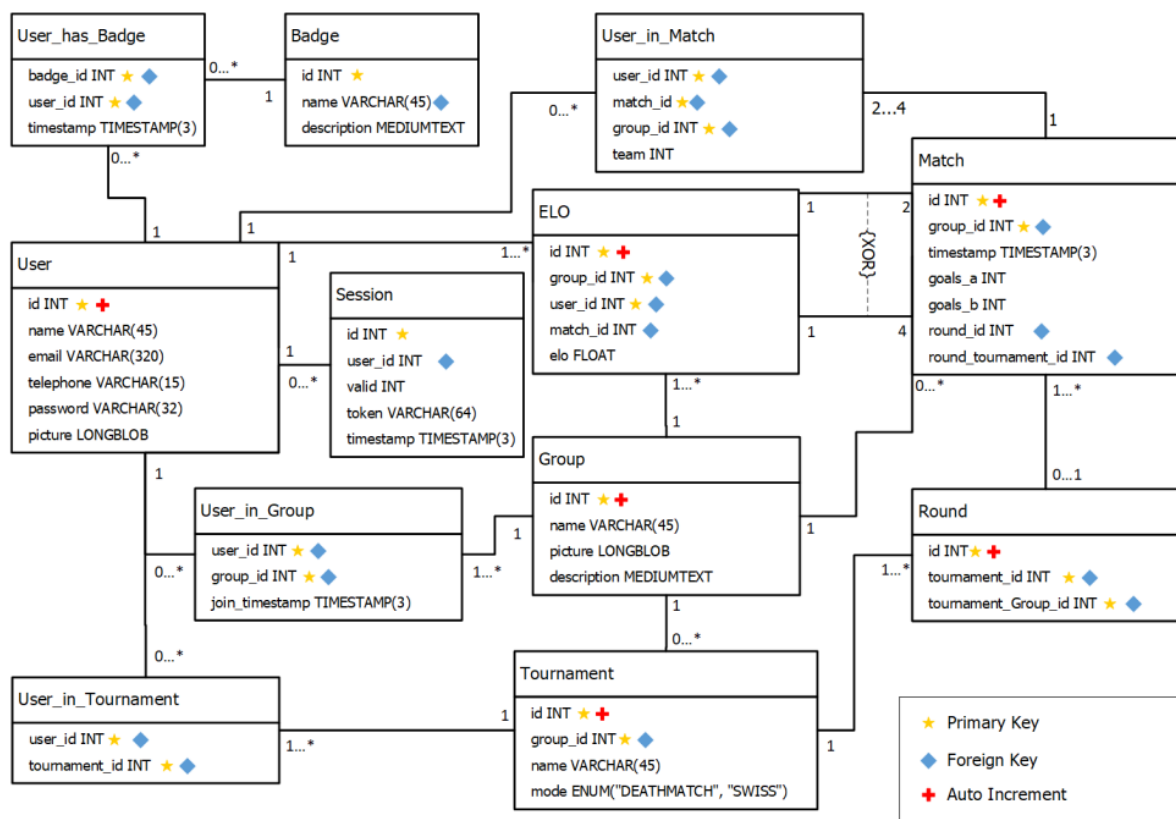 User_has_Badge
badge_id INT
user_id INT
timestamp TIMESTAMP(3)
0...*
1
Badge
id INT
name VARCHAR(45)
description MEDIUMTEXT
User_in_Match
user_id INT
match_id
group_id INT
team INT
0...*
2...4
1
0...*
1
1
Match
id INT
group_id INT
timestamp TIMESTAMP(3)
goals_a INT
goals_b INT
round_id INT
round_tournament_id INT
ELO
id INT
group_id INT
user_id INT
match_id INT
elo FLOAT
1
2
{XOR}
1
4
1
1...*
User
id INT
name VARCHAR(45)
email VARCHAR(320)
telephone VARCHAR(15)
password VARCHAR(32)
picture LONGBLOB
Session
id INT
user_id INT
valid INT
token VARCHAR(64)
timestamp TIMESTAMP(3)
1
0...*
1...*
1
0...*
1...*
0...1
Group
id INT
name VARCHAR(45)
picture LONGBLOB
description MEDIUMTEXT
1
1
User_in_Group
user_id INT
group_id INT
join_timestamp TIMESTAMP(3)
0...*
1...*
1
Round
id INT
tournament_id INT
tournament_Group_id INT
1...*
1
0...*
0...*
User_in_Tournament
user_id INT
tournament_id INT
1...*
1
Tournament
id INT
group_id INT
name VARCHAR(45)
mode ENUM("DEATHMATCH", "SWISS")
1
Primary Key
Foreign Key
Auto Increment